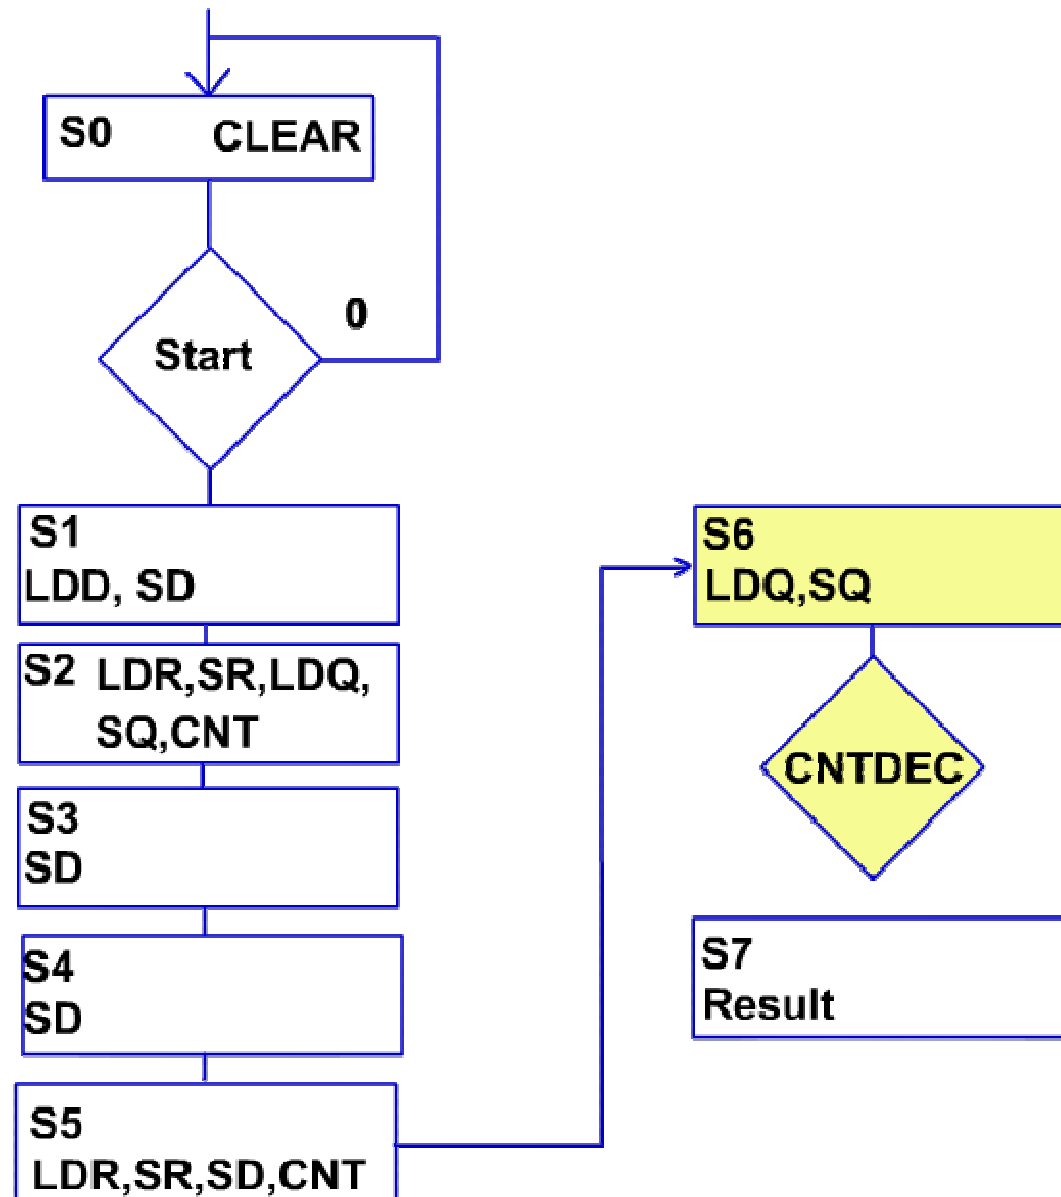 S0 CLEAR
0
Start
S1
LDD, SD
S2 LDR,SR,LDQ,
SQ,CNT
S3
SD
S4
SD
S5
LDR,SR,SD,CNT
S6
LDQ,SQ
CNTDEC
S7
Result